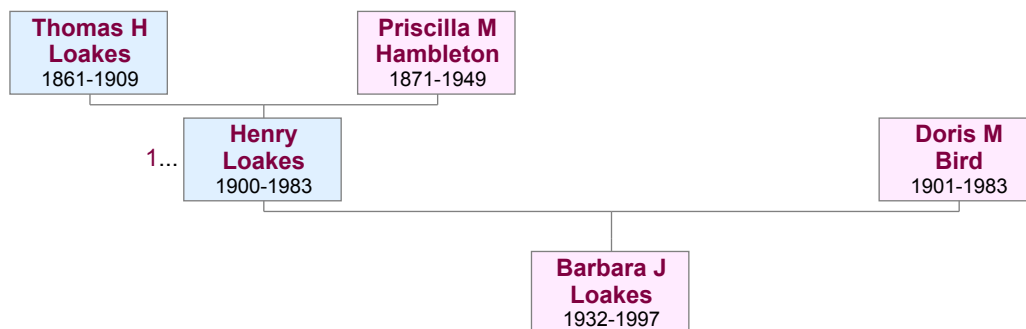 Thomas H
Loakes
1861-1909
Priscilla M
Hambleton
1871-1949
1...
Henry
Loakes
1900-1983
Doris M
Bird
1901-1983
Barbara J
Loakes
1932-1997